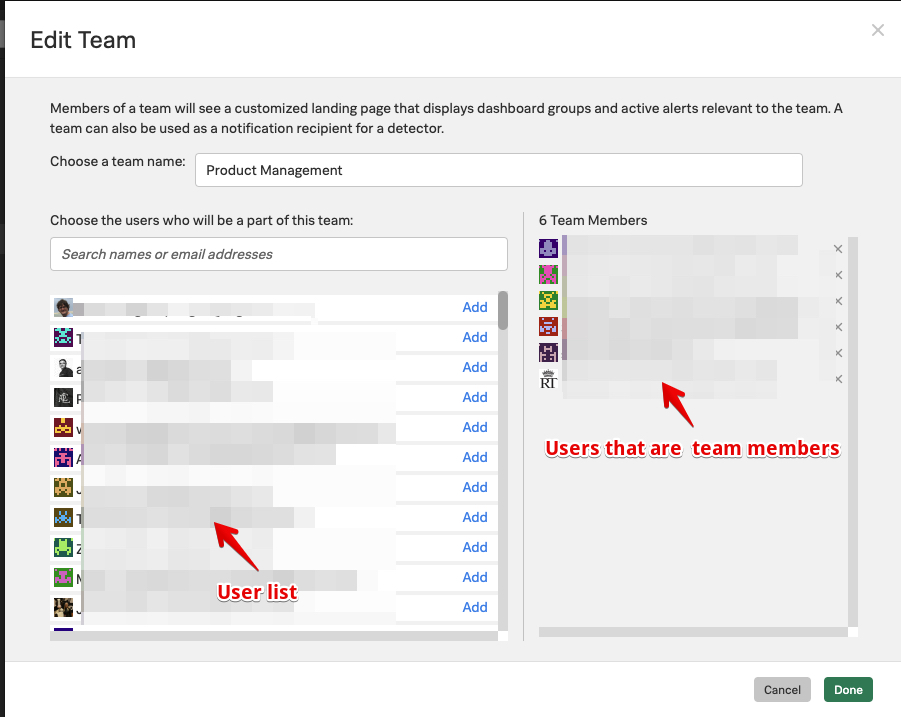 Edit Team
Members of a team will see a customized landing page that displays dashboard groups and active alerts relevant to the team. A
team can also be used as a notification recipient for a detector.
Choose a team name:
Product Management
Choose the users who will be a part of this team:
Search names or email addresses
Add
Add
Add
Add
Add
Add
Add
Add
Add
Add
Add
User list
6 Team Members
RT
Users that are team members
Cancel
Done